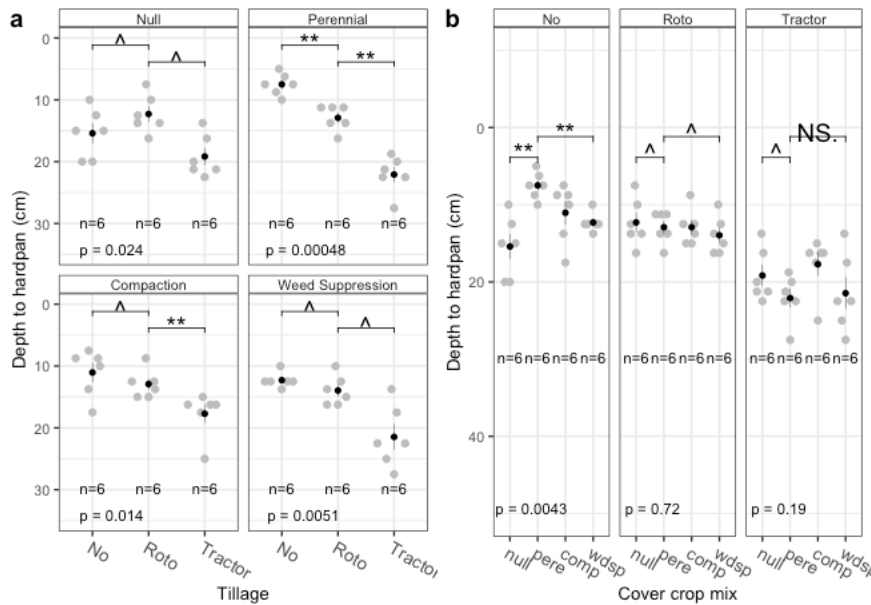 a
Null
Perennial
^
^
**
**
0
10
20
30
n=6 n=6 n=6
n=6 n=6 n=6
p = 0.024
p = 0.00048
Compaction
Weed Suppression
^
**
^
^
0
10
20
30
n=6 n=6 n=6
n=6 n=6 n=6
p = 0.014
p = 0.0051
Depth to hardpan (cm)
No Roto Tractor
No Roto Tractor
Tillage
b
No
Roto
Tractor
**
**
^
^
^
NS.
0
20
40
n=6 n=6 n=6 n=6
n=6 n=6 n=6 n=6
n=6 n=6 n=6 n=6
p = 0.0043
p = 0.72
p = 0.19
Depth to hardpan (cm)
null pere comp wdsp
null pere comp wdsp
null pere comp wdsp
Cover crop mix